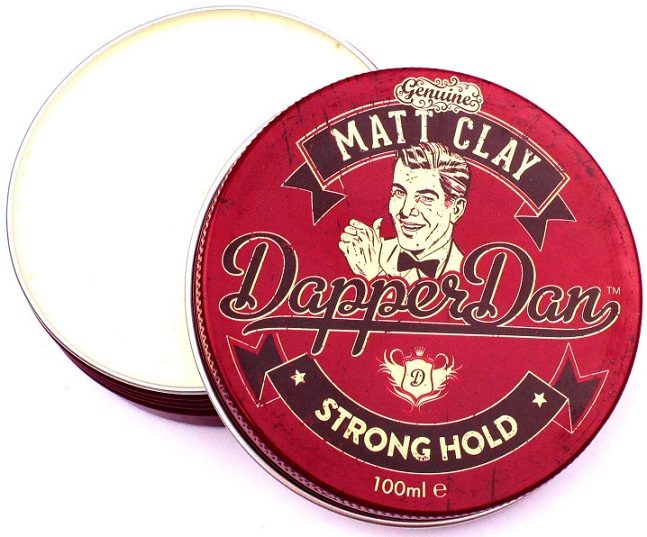 Genuine
MATT CLAY
Dapper Dan™
D
STRONG HOLD
100ml ℮